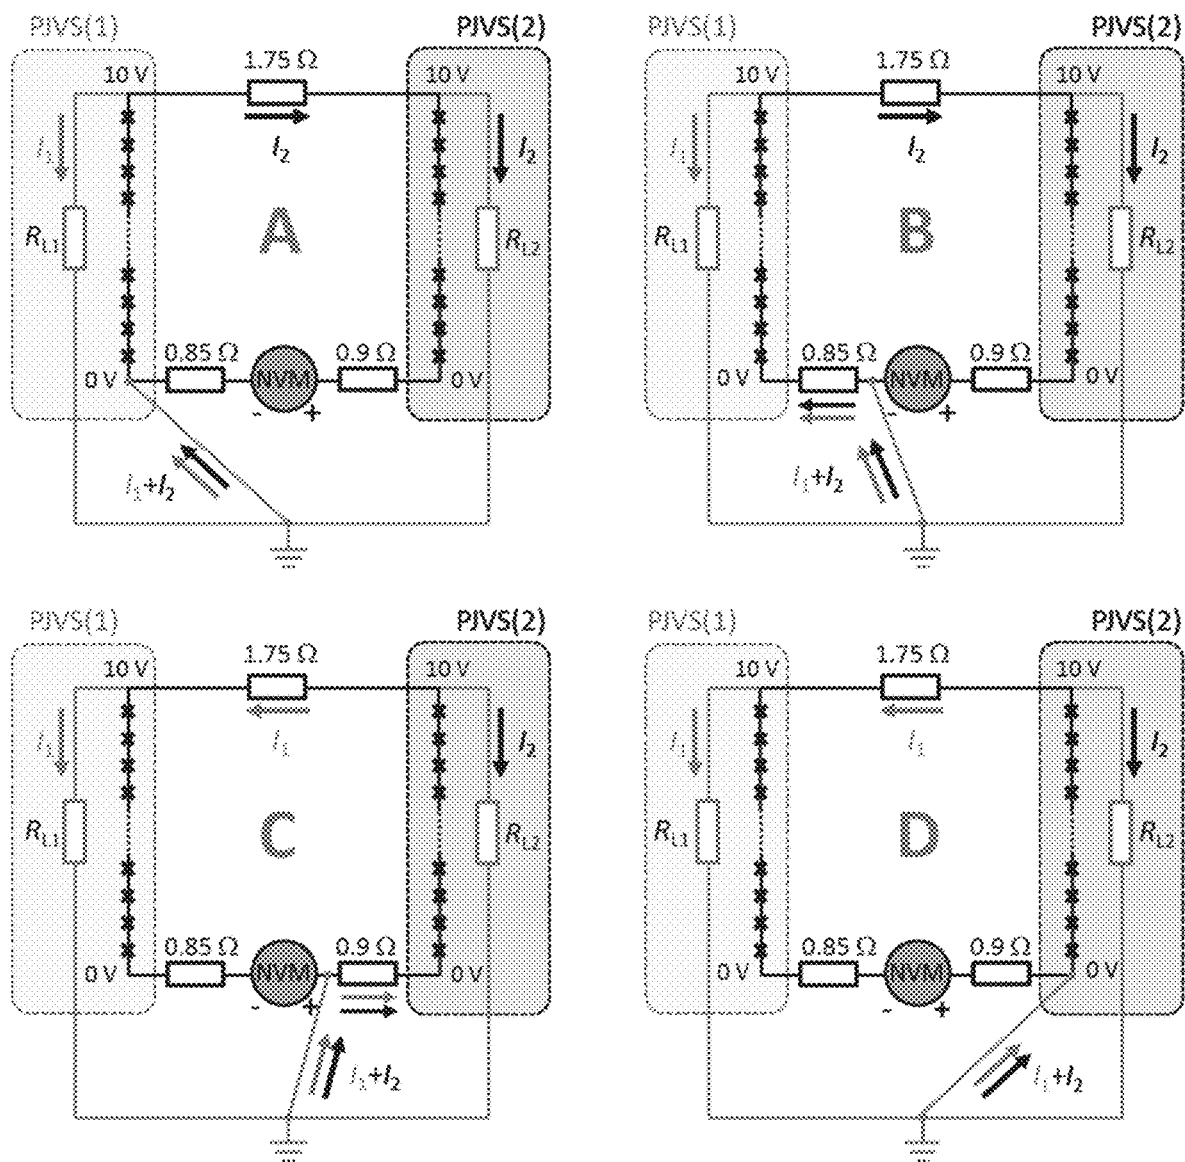 PJVS(1)
PJVS(2)
1.75 Ω
10 V
10 V
I1
I2
I2
RL1
A
RL2
0.85 Ω
0.9 Ω
0 V
NVM
0 V
- +
I1+I2
PJVS(1)
PJVS(2)
1.75 Ω
10 V
10 V
I1
I2
I2
RL1
B
RL2
0.85 Ω
0.9 Ω
0 V
NVM
0 V
- +
I1+I2
PJVS(1)
PJVS(2)
1.75 Ω
10 V
10 V
I1
I1
I2
RL1
C
RL2
0.85 Ω
0.9 Ω
0 V
NVM
0 V
- +
I1+I2
PJVS(1)
PJVS(2)
1.75 Ω
10 V
10 V
I1
I1
I2
RL1
D
RL2
0.85 Ω
0.9 Ω
0 V
NVM
0 V
- +
I1+I2